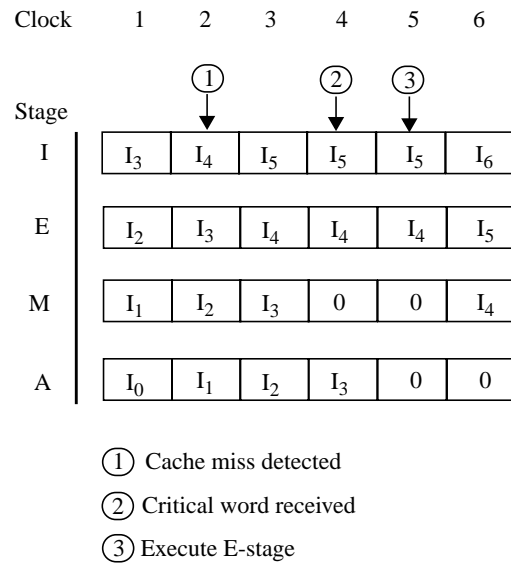 Clock 1 2 3 4 5 6
1 2 3
Stage
I I3 I4 I5 I5 I5 I6
E I2 I3 I4 I4 I4 I5
M I1 I2 I3 0 0 I4
A I0 I1 I2 I3 0 0
1 Cache miss detected
2 Critical word received
3 Execute E-stage